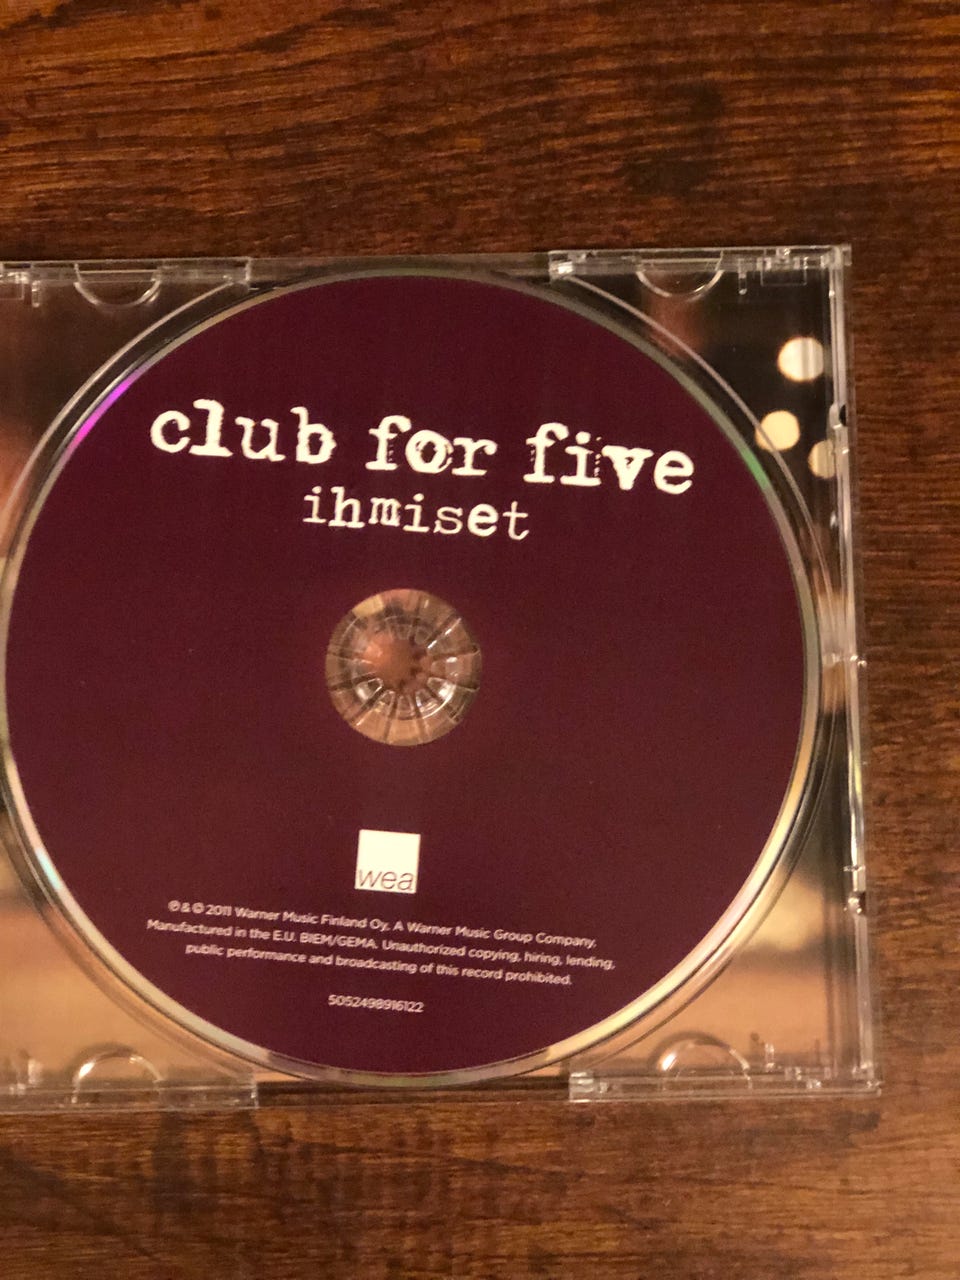 club for five
ihmiset
wea
℗ & © 2011 Warner Music Finland Oy. A Warner Music Group Company.
Manufactured in the E.U. BIEM/GEMA. Unauthorized copying, hiring, lending,
public performance and broadcasting of this record prohibited.
5052498916122